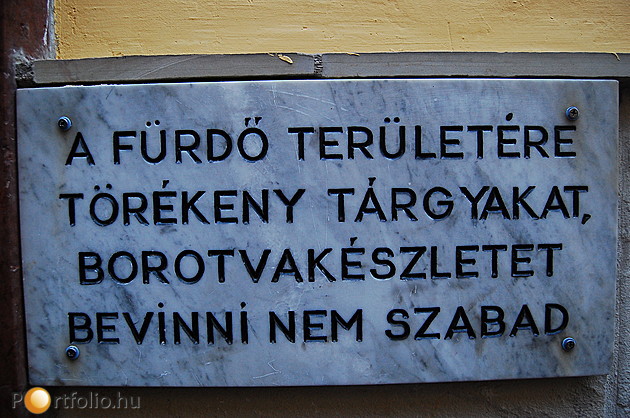 A FÜRDŐ TERÜLETÉRE
TÖRÉKENY TÁRGYAKAT,
BOROTVAKÉSZLETET
BEVINNI NEM SZABAD
Portfolio.hu